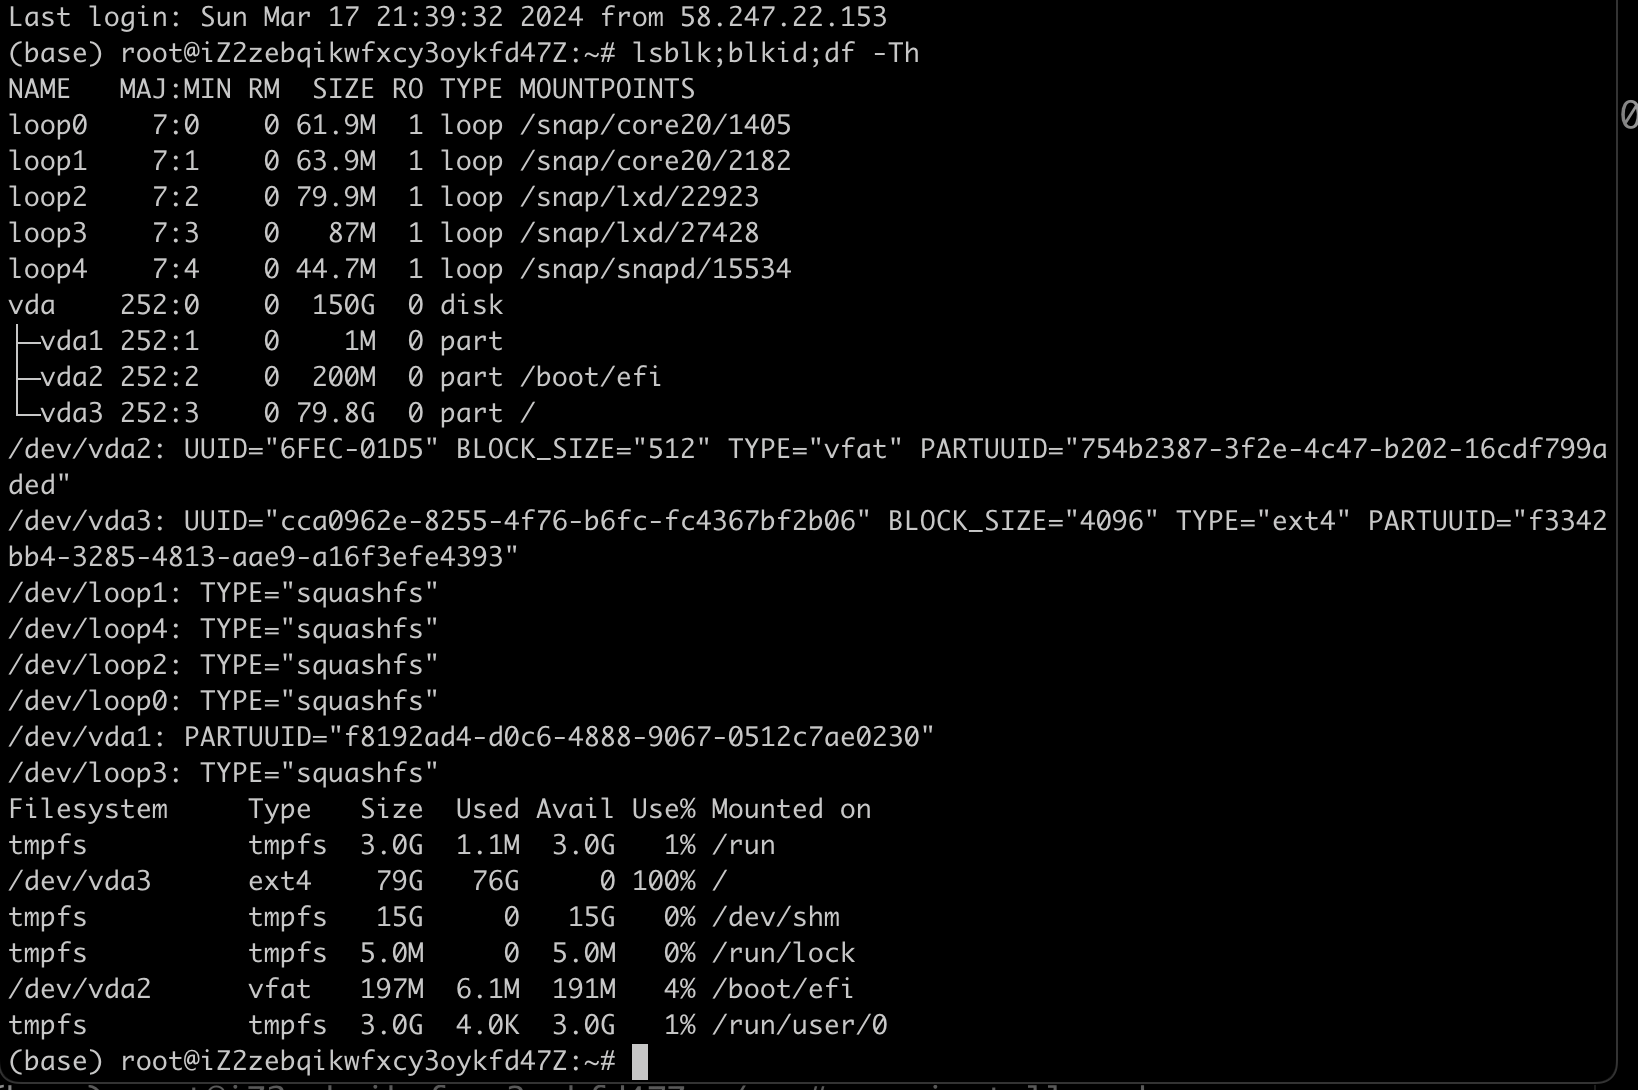 Last login: Sun Mar 17 21:39:32 2024 from 58.247.22.153
(base) root@iZ2zebqikwfxcy3oykfd47Z:~# lsblk;blkid;df -Th
NAME   MAJ:MIN RM   SIZE RO TYPE MOUNTPOINTS
loop0    7:0    0 61.9M  1 loop /snap/core20/1405
loop1    7:1    0 63.9M  1 loop /snap/core20/2182
loop2    7:2    0 79.9M  1 loop /snap/lxd/22923
loop3    7:3    0   87M  1 loop /snap/lxd/27428
loop4    7:4    0 44.7M  1 loop /snap/snapd/15534
vda    252:0    0  150G  0 disk
├─vda1 252:1    0    1M  0 part
├─vda2 252:2    0  200M  0 part /boot/efi
└─vda3 252:3    0 79.8G  0 part /
/dev/vda2: UUID="6FEC-01D5" BLOCK_SIZE="512" TYPE="vfat" PARTUUID="754b2387-3f2e-4c47-b202-16cdf799a
ded"
/dev/vda3: UUID="cca0962e-8255-4f76-b6fc-fc4367bf2b06" BLOCK_SIZE="4096" TYPE="ext4" PARTUUID="f3342
bb4-3285-4813-aae9-a16f3efe4393"
/dev/loop1: TYPE="squashfs"
/dev/loop4: TYPE="squashfs"
/dev/loop2: TYPE="squashfs"
/dev/loop0: TYPE="squashfs"
/dev/vda1: PARTUUID="f8192ad4-d0c6-4888-9067-0512c7ae0230"
/dev/loop3: TYPE="squashfs"
Filesystem     Type   Size  Used Avail Use% Mounted on
tmpfs          tmpfs  3.0G  1.1M  3.0G   1% /run
/dev/vda3      ext4    79G   76G     0 100% /
tmpfs          tmpfs   15G     0   15G   0% /dev/shm
tmpfs          tmpfs  5.0M     0  5.0M   0% /run/lock
/dev/vda2      vfat   197M  6.1M  191M   4% /boot/efi
tmpfs          tmpfs  3.0G  4.0K  3.0G   1% /run/user/0
(base) root@iZ2zebqikwfxcy3oykfd47Z:~#